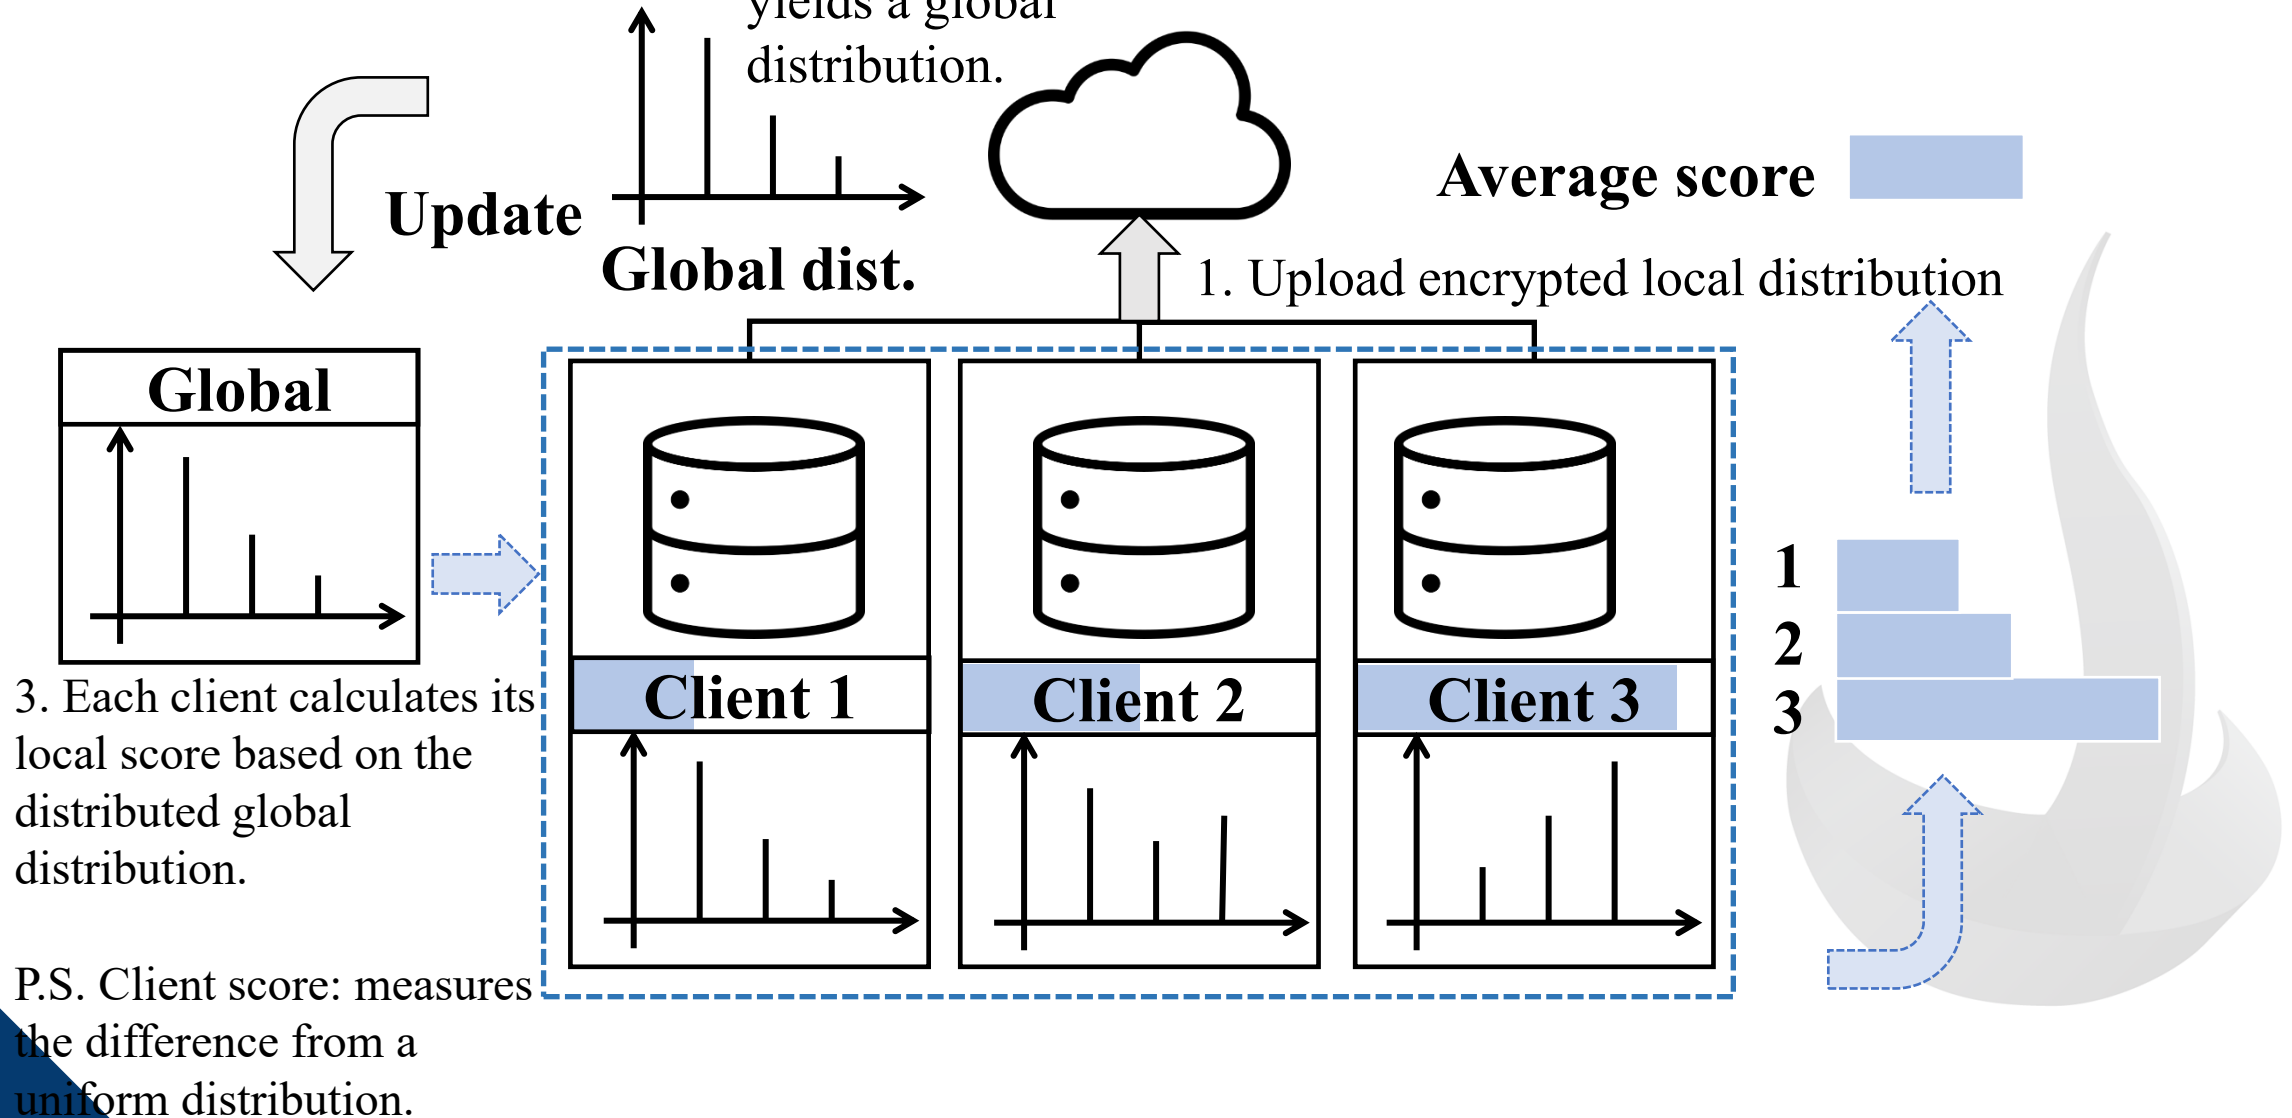 yields a global
distribution.
Update
Global dist.
Average score
1. Upload encrypted local distribution
Global
Client 1
Client 2
Client 3
1
2
3
3. Each client calculates its
local score based on the
distributed global
distribution.
P.S. Client score: measures
the difference from a
uniform distribution.